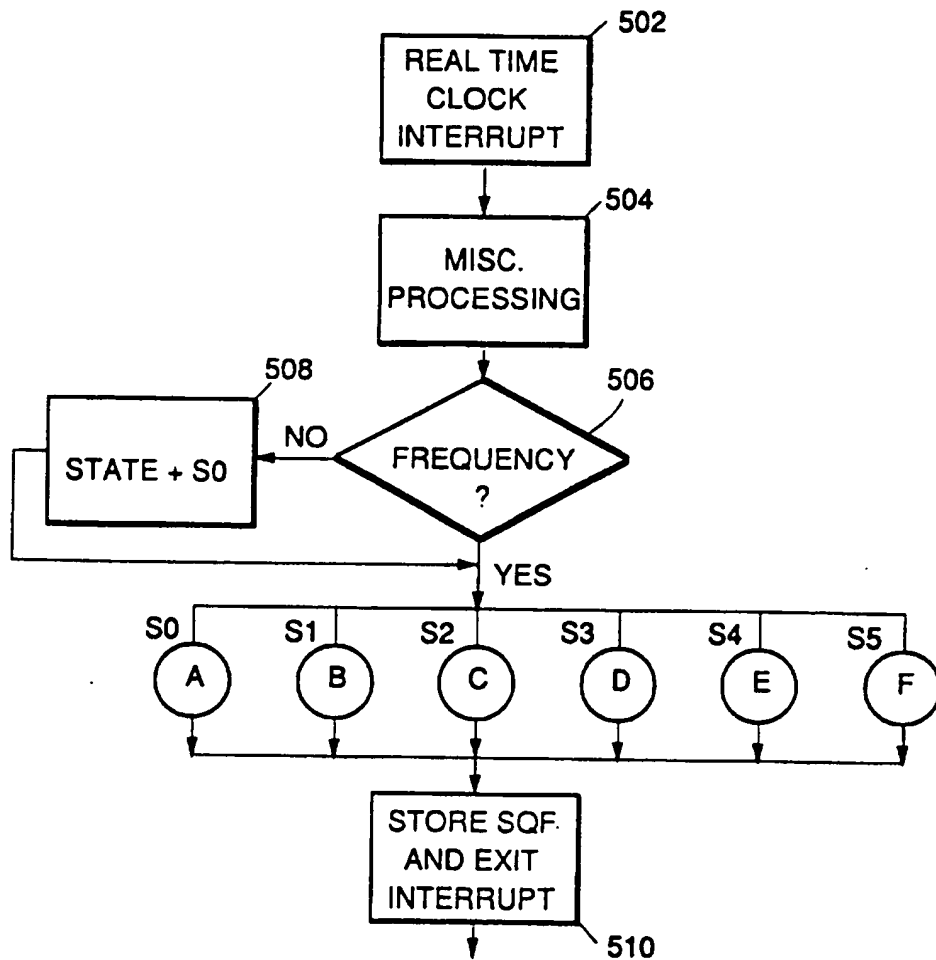 502
REAL TIME
CLOCK
INTERRUPT
504
MISC.
PROCESSING
508
506
NO
FREQUENCY
?
STATE + S0
YES
S0 S1 S2 S3 S4 S5
A B C D E F
STORE SQF
AND EXIT
INTERRUPT
510